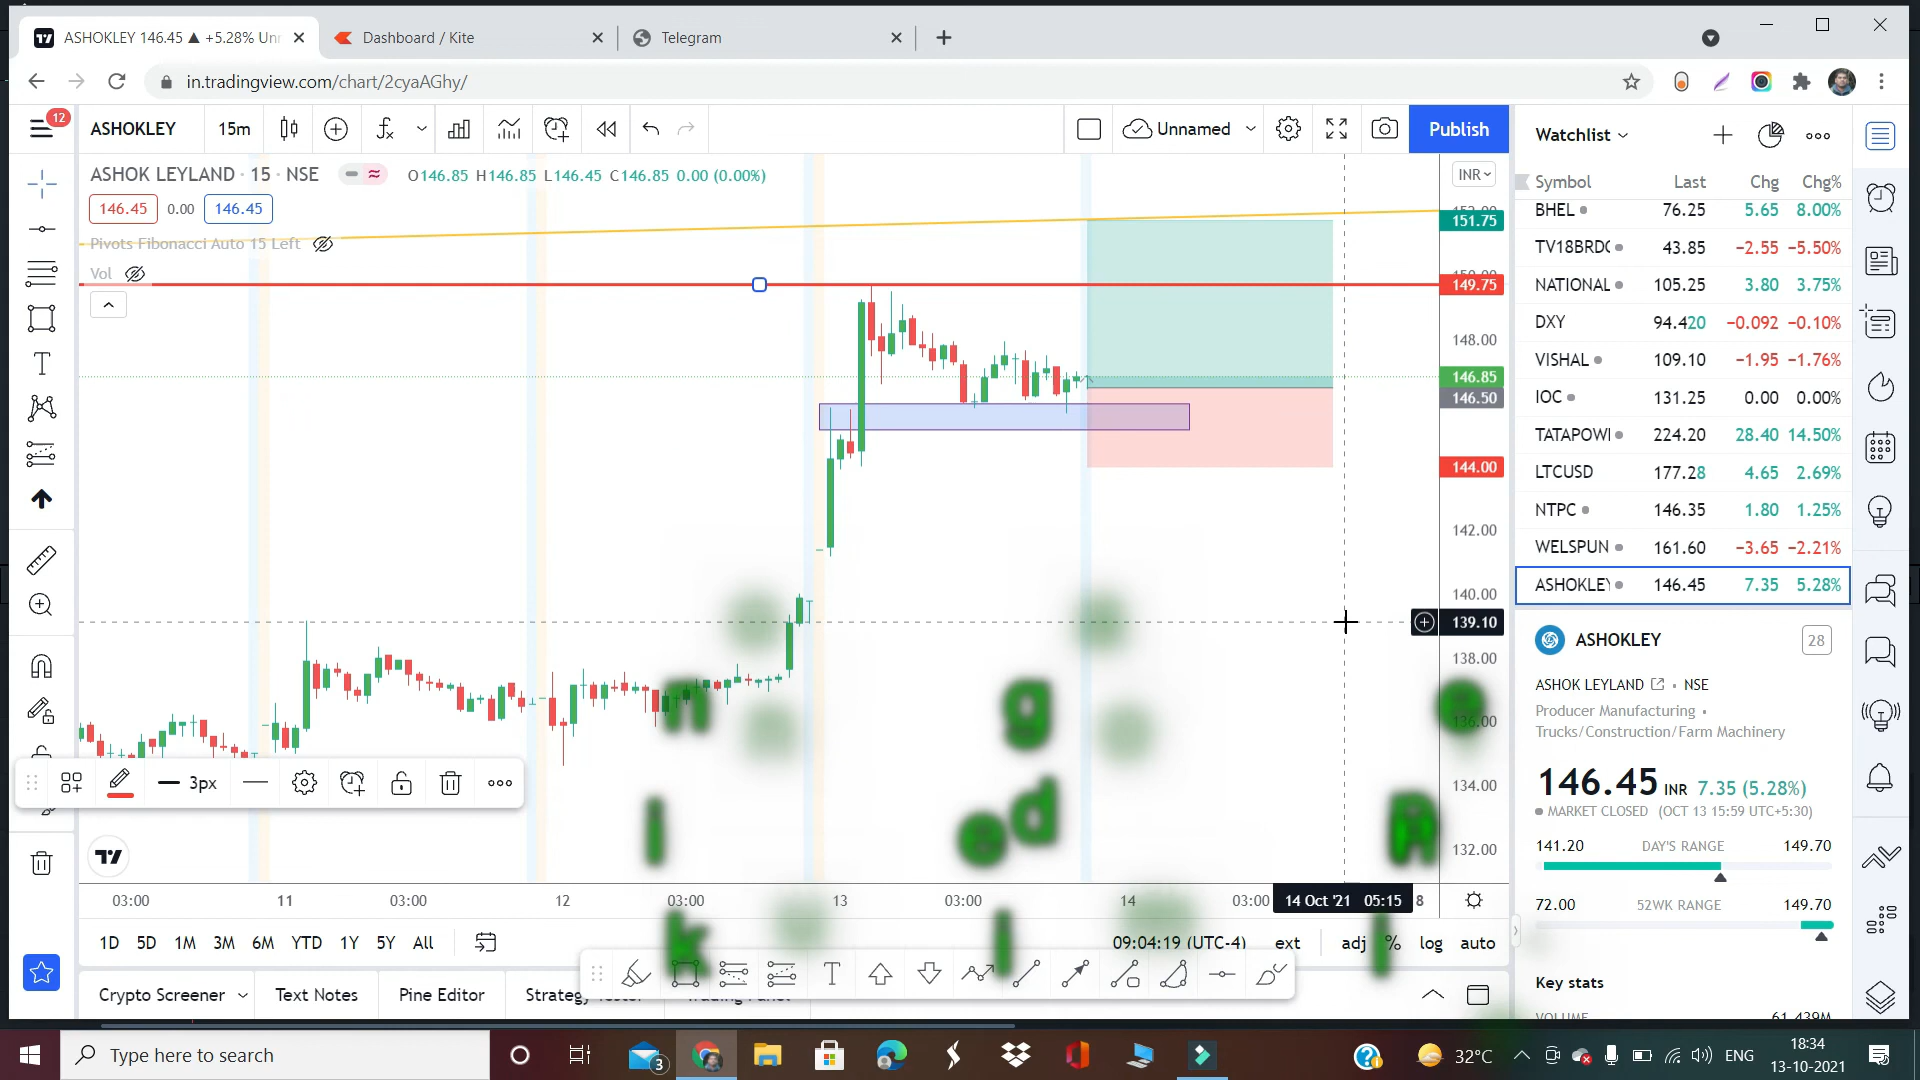 ASHOKLEY 146.45 ▲ +5.28% Unn
Dashboard / Kite
Telegram
in.tradingview.com/chart/2cyaAGhy/
12
ASHOKLEY
15m
Unnamed
Publish
ASHOK LEYLAND · 15 · NSE
O146.85 H146.85 L146.45 C146.85 0.00 (0.00%)
146.45 0.00 146.45
Pivots Fibonacci Auto 15 Left
Vol
INR
151.75
149.75
148.00
146.85
146.50
144.00
142.00
140.00
139.10
138.00
136.00
134.00
132.00
3px
n g e
l e d A
k i l
03:00 11 03:00 12 03:00 13 03:00 14 03:00 14 Oct '21 05:15 8
1D 5D 1M 3M 6M YTD 1Y 5Y All
09:04:19 (UTC-4) ext adj % log auto
Crypto Screener
Text Notes
Pine Editor
Watchlist
Symbol Last Chg Chg%
BHEL 76.25 5.65 8.00%
TV18BRDC 43.85 −2.55 −5.50%
NATIONAL 105.25 3.80 3.75%
DXY 94.420 −0.092 −0.10%
VISHAL 109.10 −1.95 −1.76%
IOC 131.25 0.00 0.00%
TATAPOWI 224.20 28.40 14.50%
LTCUSD 177.28 4.65 2.69%
NTPC 146.35 1.80 1.25%
WELSPUN 161.60 −3.65 −2.21%
ASHOKLEY 146.45 7.35 5.28%
ASHOKLEY
28
ASHOK LEYLAND · NSE
Producer Manufacturing ·
Trucks/Construction/Farm Machinery
146.45 INR 7.35 (5.28%)
MARKET CLOSED (OCT 13 15:59 UTC+5:30)
141.20 DAY'S RANGE 149.70
72.00 52WK RANGE 149.70
Key stats
Type here to search
3
32°C
ENG
18:34
13-10-2021